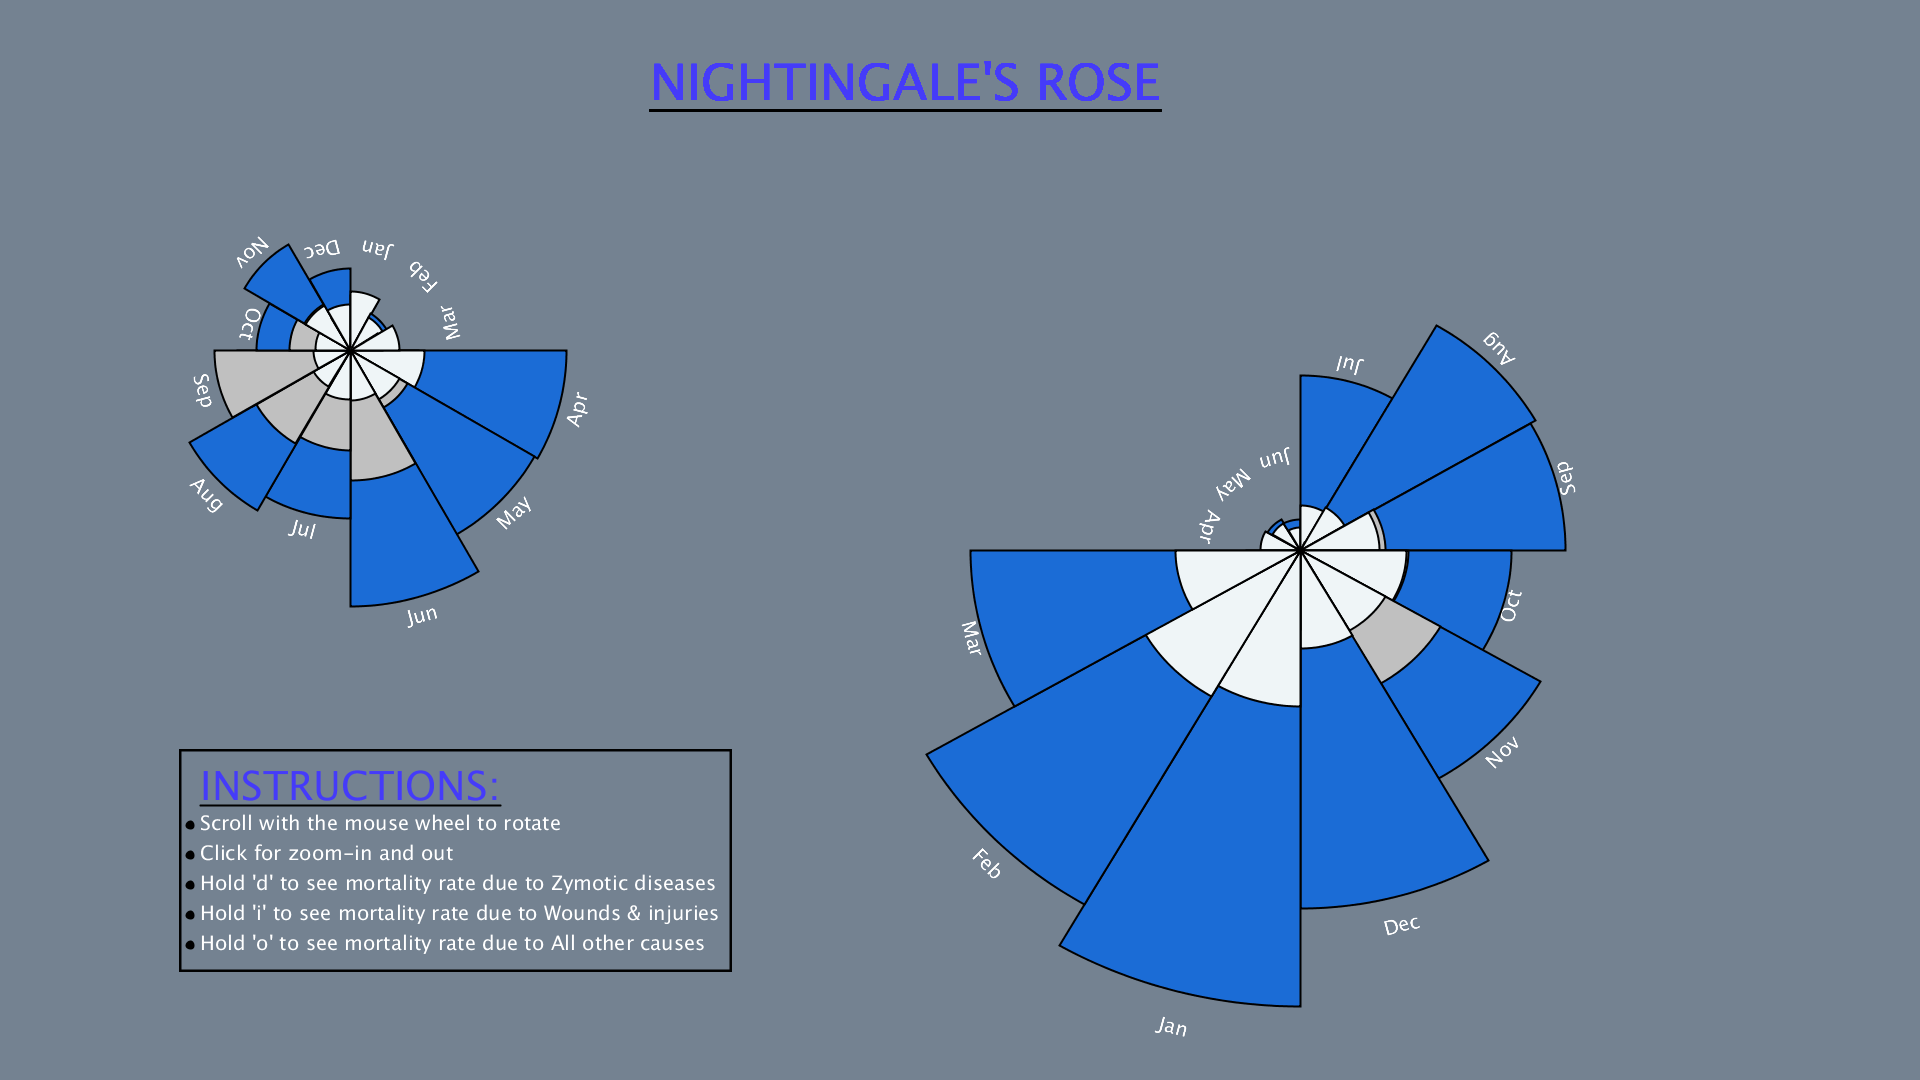 NIGHTINGALE'S ROSE
Jan
Feb
Mar
Apr
May
Jun
Jul
Aug
Sep
Oct
Nov
Dec
Jul
Aug
Sep
Oct
Nov
Dec
Jan
Feb
Mar
Apr
May
Jun
INSTRUCTIONS:
Scroll with the mouse wheel to rotate
Click for zoom-in and out
Hold 'd' to see mortality rate due to Zymotic diseases
Hold 'i' to see mortality rate due to Wounds & injuries
Hold 'o' to see mortality rate due to All other causes